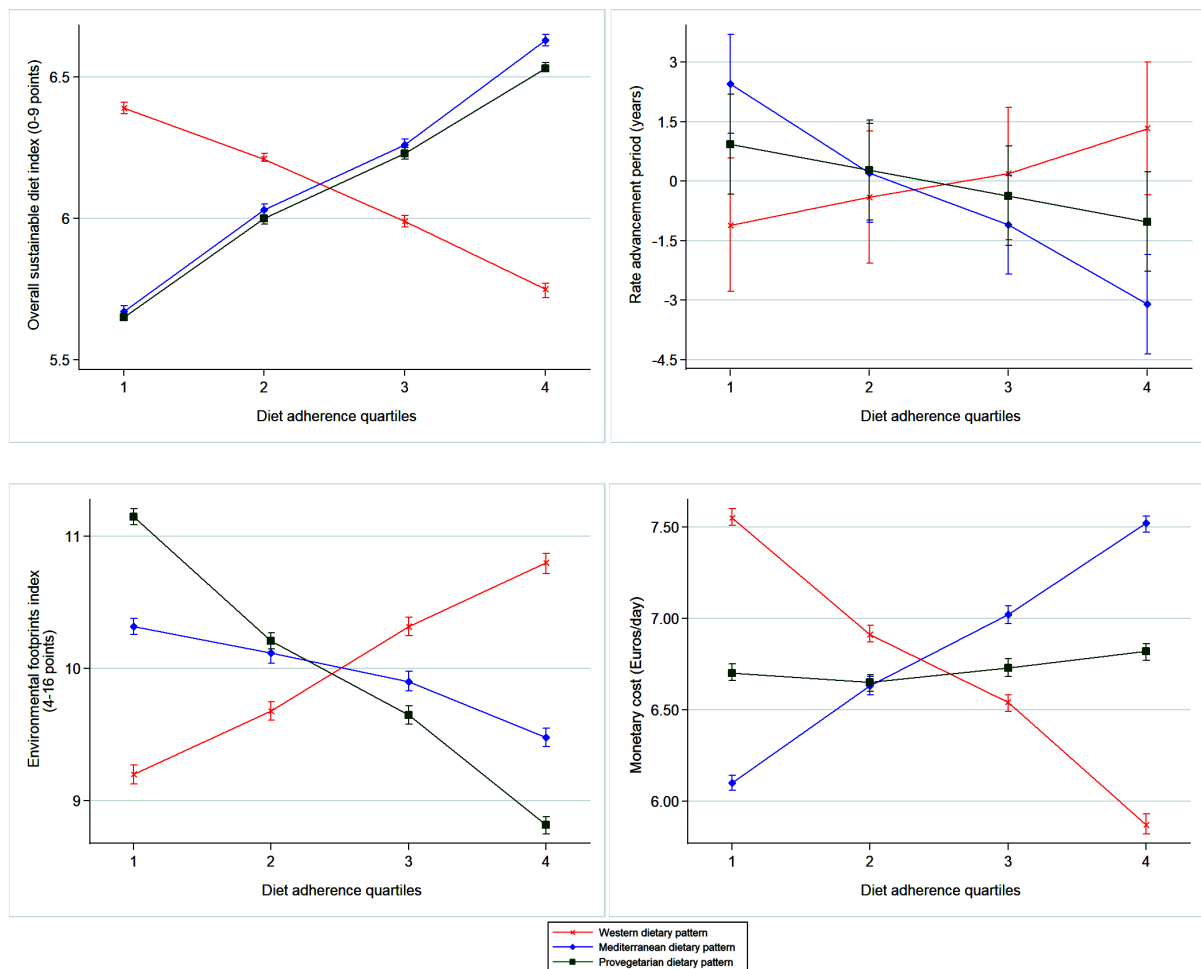 Overall sustainable diet index (0-9 points)
6.5
6
5.5
1 2 3 4
Diet adherence quartiles
Rate advancement period (years)
3
1.5
0
-1.5
-3
-4.5
1 2 3 4
Diet adherence quartiles
Environmental footprints index
(4-16 points)
11
10
9
1 2 3 4
Diet adherence quartiles
Monetary cost (Euros/day)
7.50
7.00
6.50
6.00
1 2 3 4
Diet adherence quartiles
Western dietary pattern
Mediterranean dietary pattern
Provegetarian dietary pattern